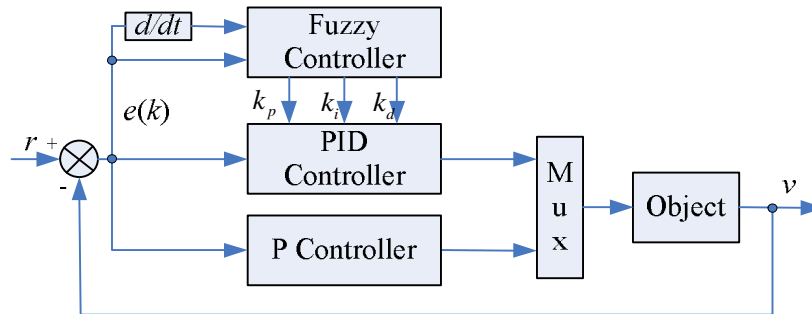 d/dt
Fuzzy
Controller
e(k)
k_p
k_i
k_d
r
+
-
PID
Controller
P Controller
M
u
x
Object
v